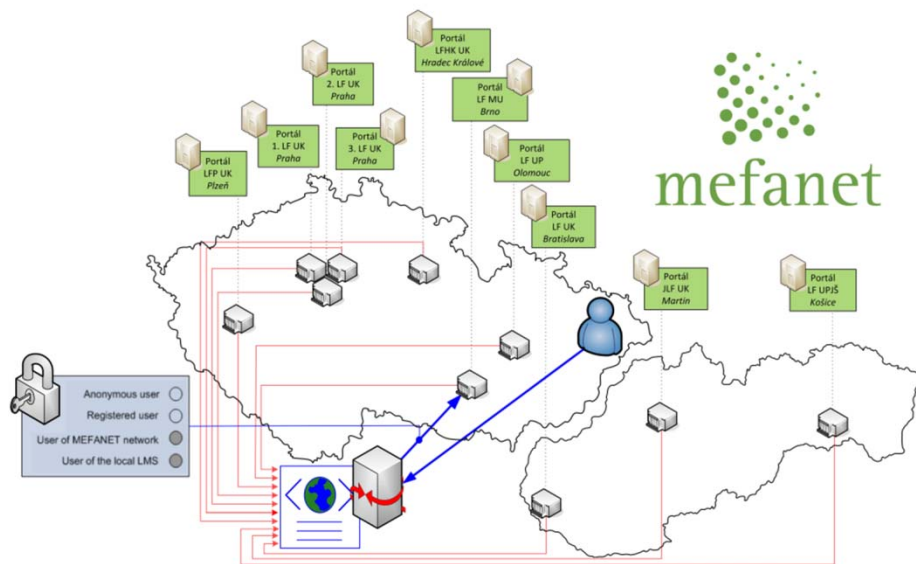 Portál
LFHK UK
Hradec Králové
Portál
2. LF UK
Praha
Portál
LF MU
Brno
Portál
1. LF UK
Praha
Portál
3. LF UK
Praha
Portál
LFP UK
Plzeň
Portál
LF UP
Olomouc
mefanet
Portál
LF UK
Bratislava
Portál
JLF UK
Martin
Portál
LF UPJŠ
Košice
Anonymous user
Registered user
User of MEFANET network
User of the local LMS